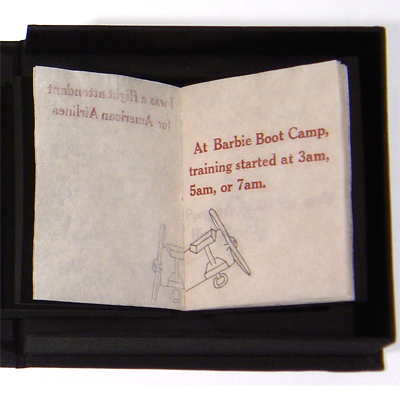 I was a flight attendant
for American Airlines
At Barbie Boot Camp,
training started at 3am,
5am, or 7am.